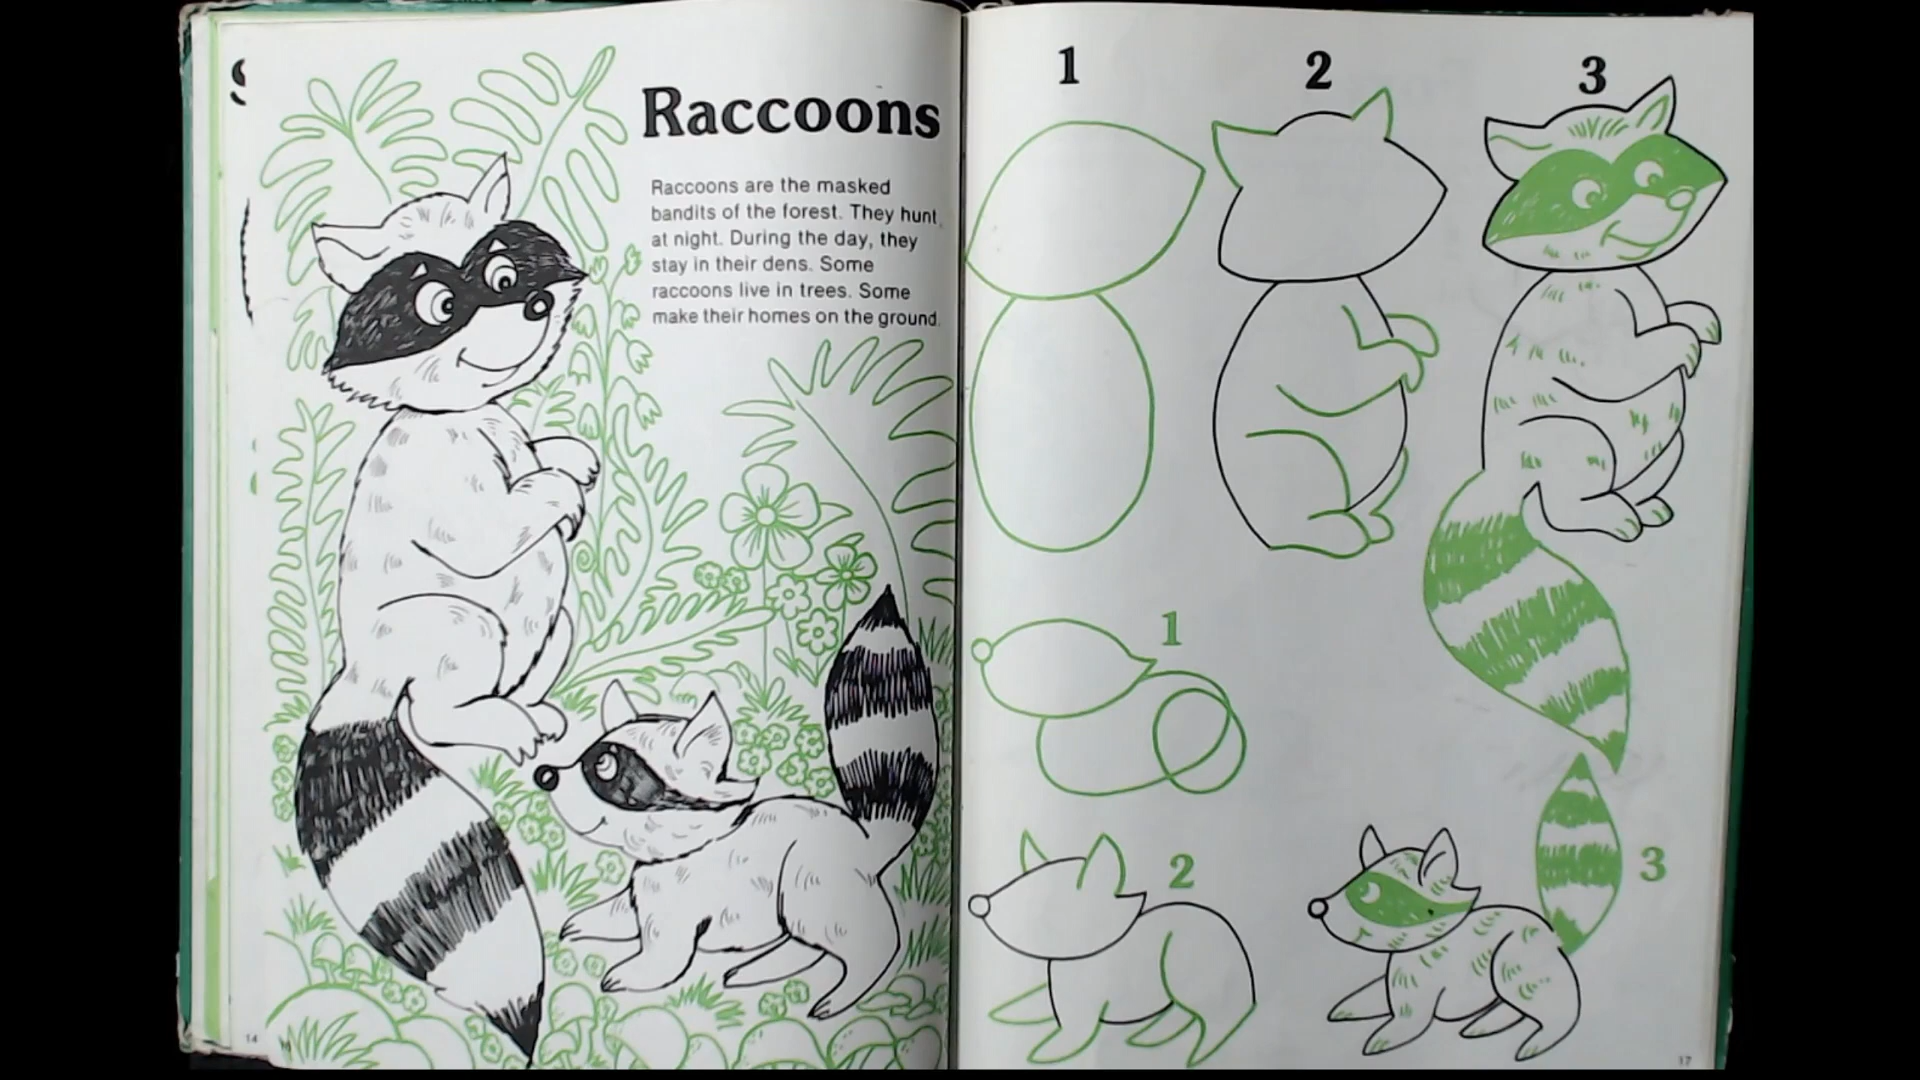 Raccoons
Raccoons are the masked
bandits of the forest. They hunt
at night. During the day, they
stay in their dens. Some
raccoons live in trees. Some
make their homes on the ground.
14
1
2
3
1
2
3
17